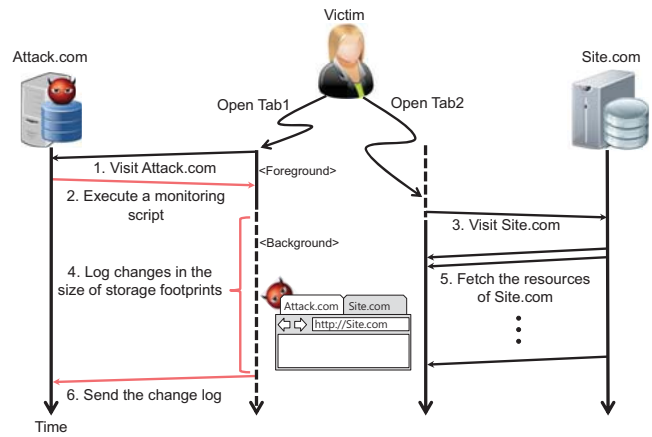 Victim
Attack.com
Site.com
Open Tab1
Open Tab2
1. Visit Attack.com
<Foreground>
2. Execute a monitoring
script
3. Visit Site.com
<Background>
4. Log changes in the
size of storage footprints
5. Fetch the resources
of Site.com
Attack.com
Site.com
http://Site.com
6. Send the change log
Time